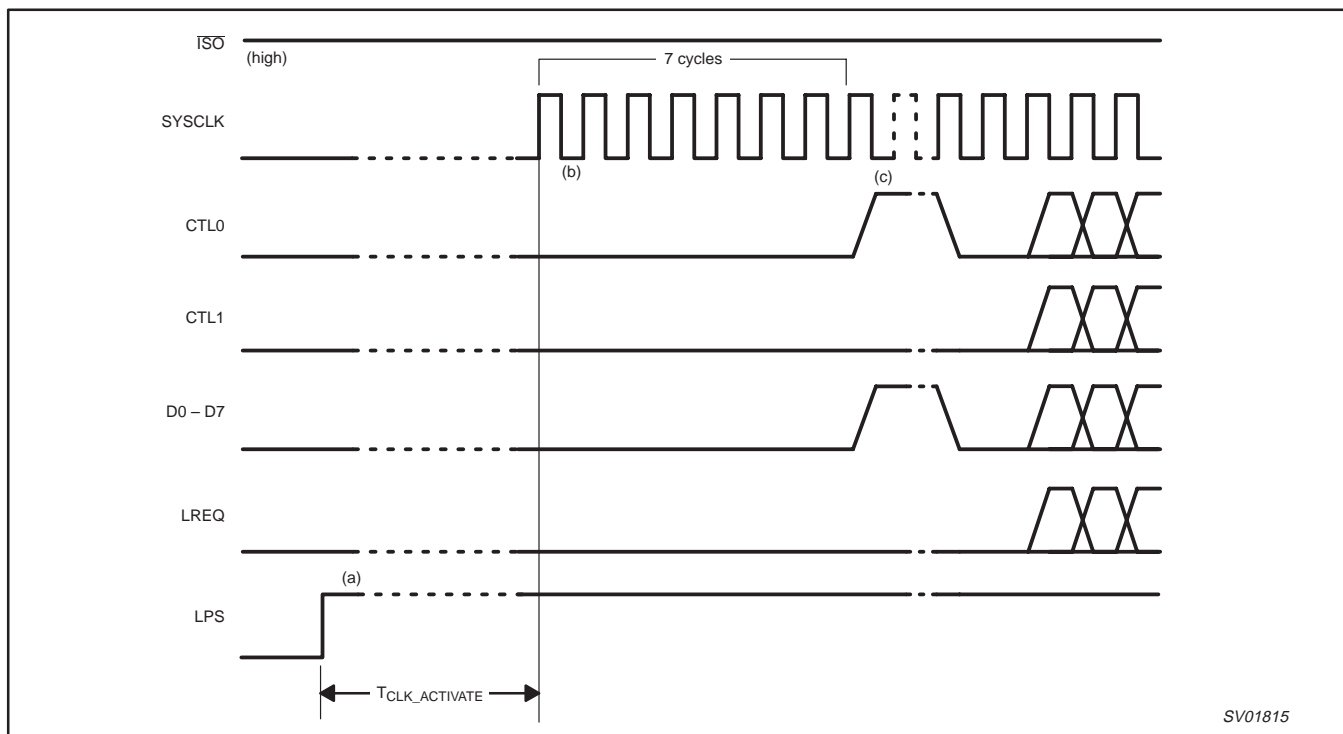 ISO
(high)
7 cycles
SYSCLK
(b)
(c)
CTL0
CTL1
D0 – D7
LREQ
(a)
LPS
TCLK_ACTIVATE
SV01815